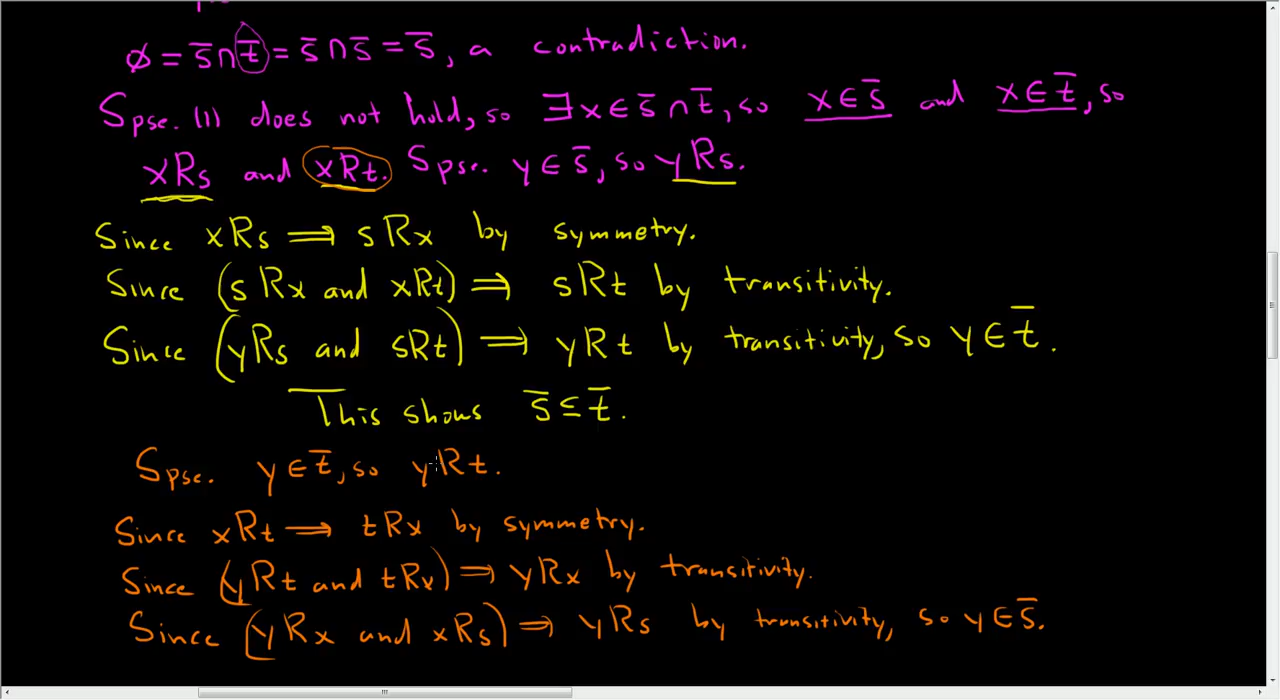 ∅ = s̅ ∩ t̅ = s̅ ∩ s̅ = s̅, a contradiction.
Spse. (1) does not hold, so ∃x ∈ s̅ ∩ t̅, so x ∈ s̅ and x ∈ t̅, so
xRs and xRt. Spse. y ∈ s̅, so yRs.
Since xRs ⟹ sRx by symmetry.
Since (sRx and xRt) ⟹ sRt by transitivity.
Since (yRs and sRt) ⟹ yRt by transitivity, so y ∈ t̅.
This shows s̅ ⊆ t̅.
Spse. y ∈ t̅, so yRt.
Since xRt ⟹ tRx by symmetry.
Since (yRt and tRx) ⟹ yRx by transitivity.
Since (yRx and xRs) ⟹ yRs by transitivity, so y ∈ s̅.